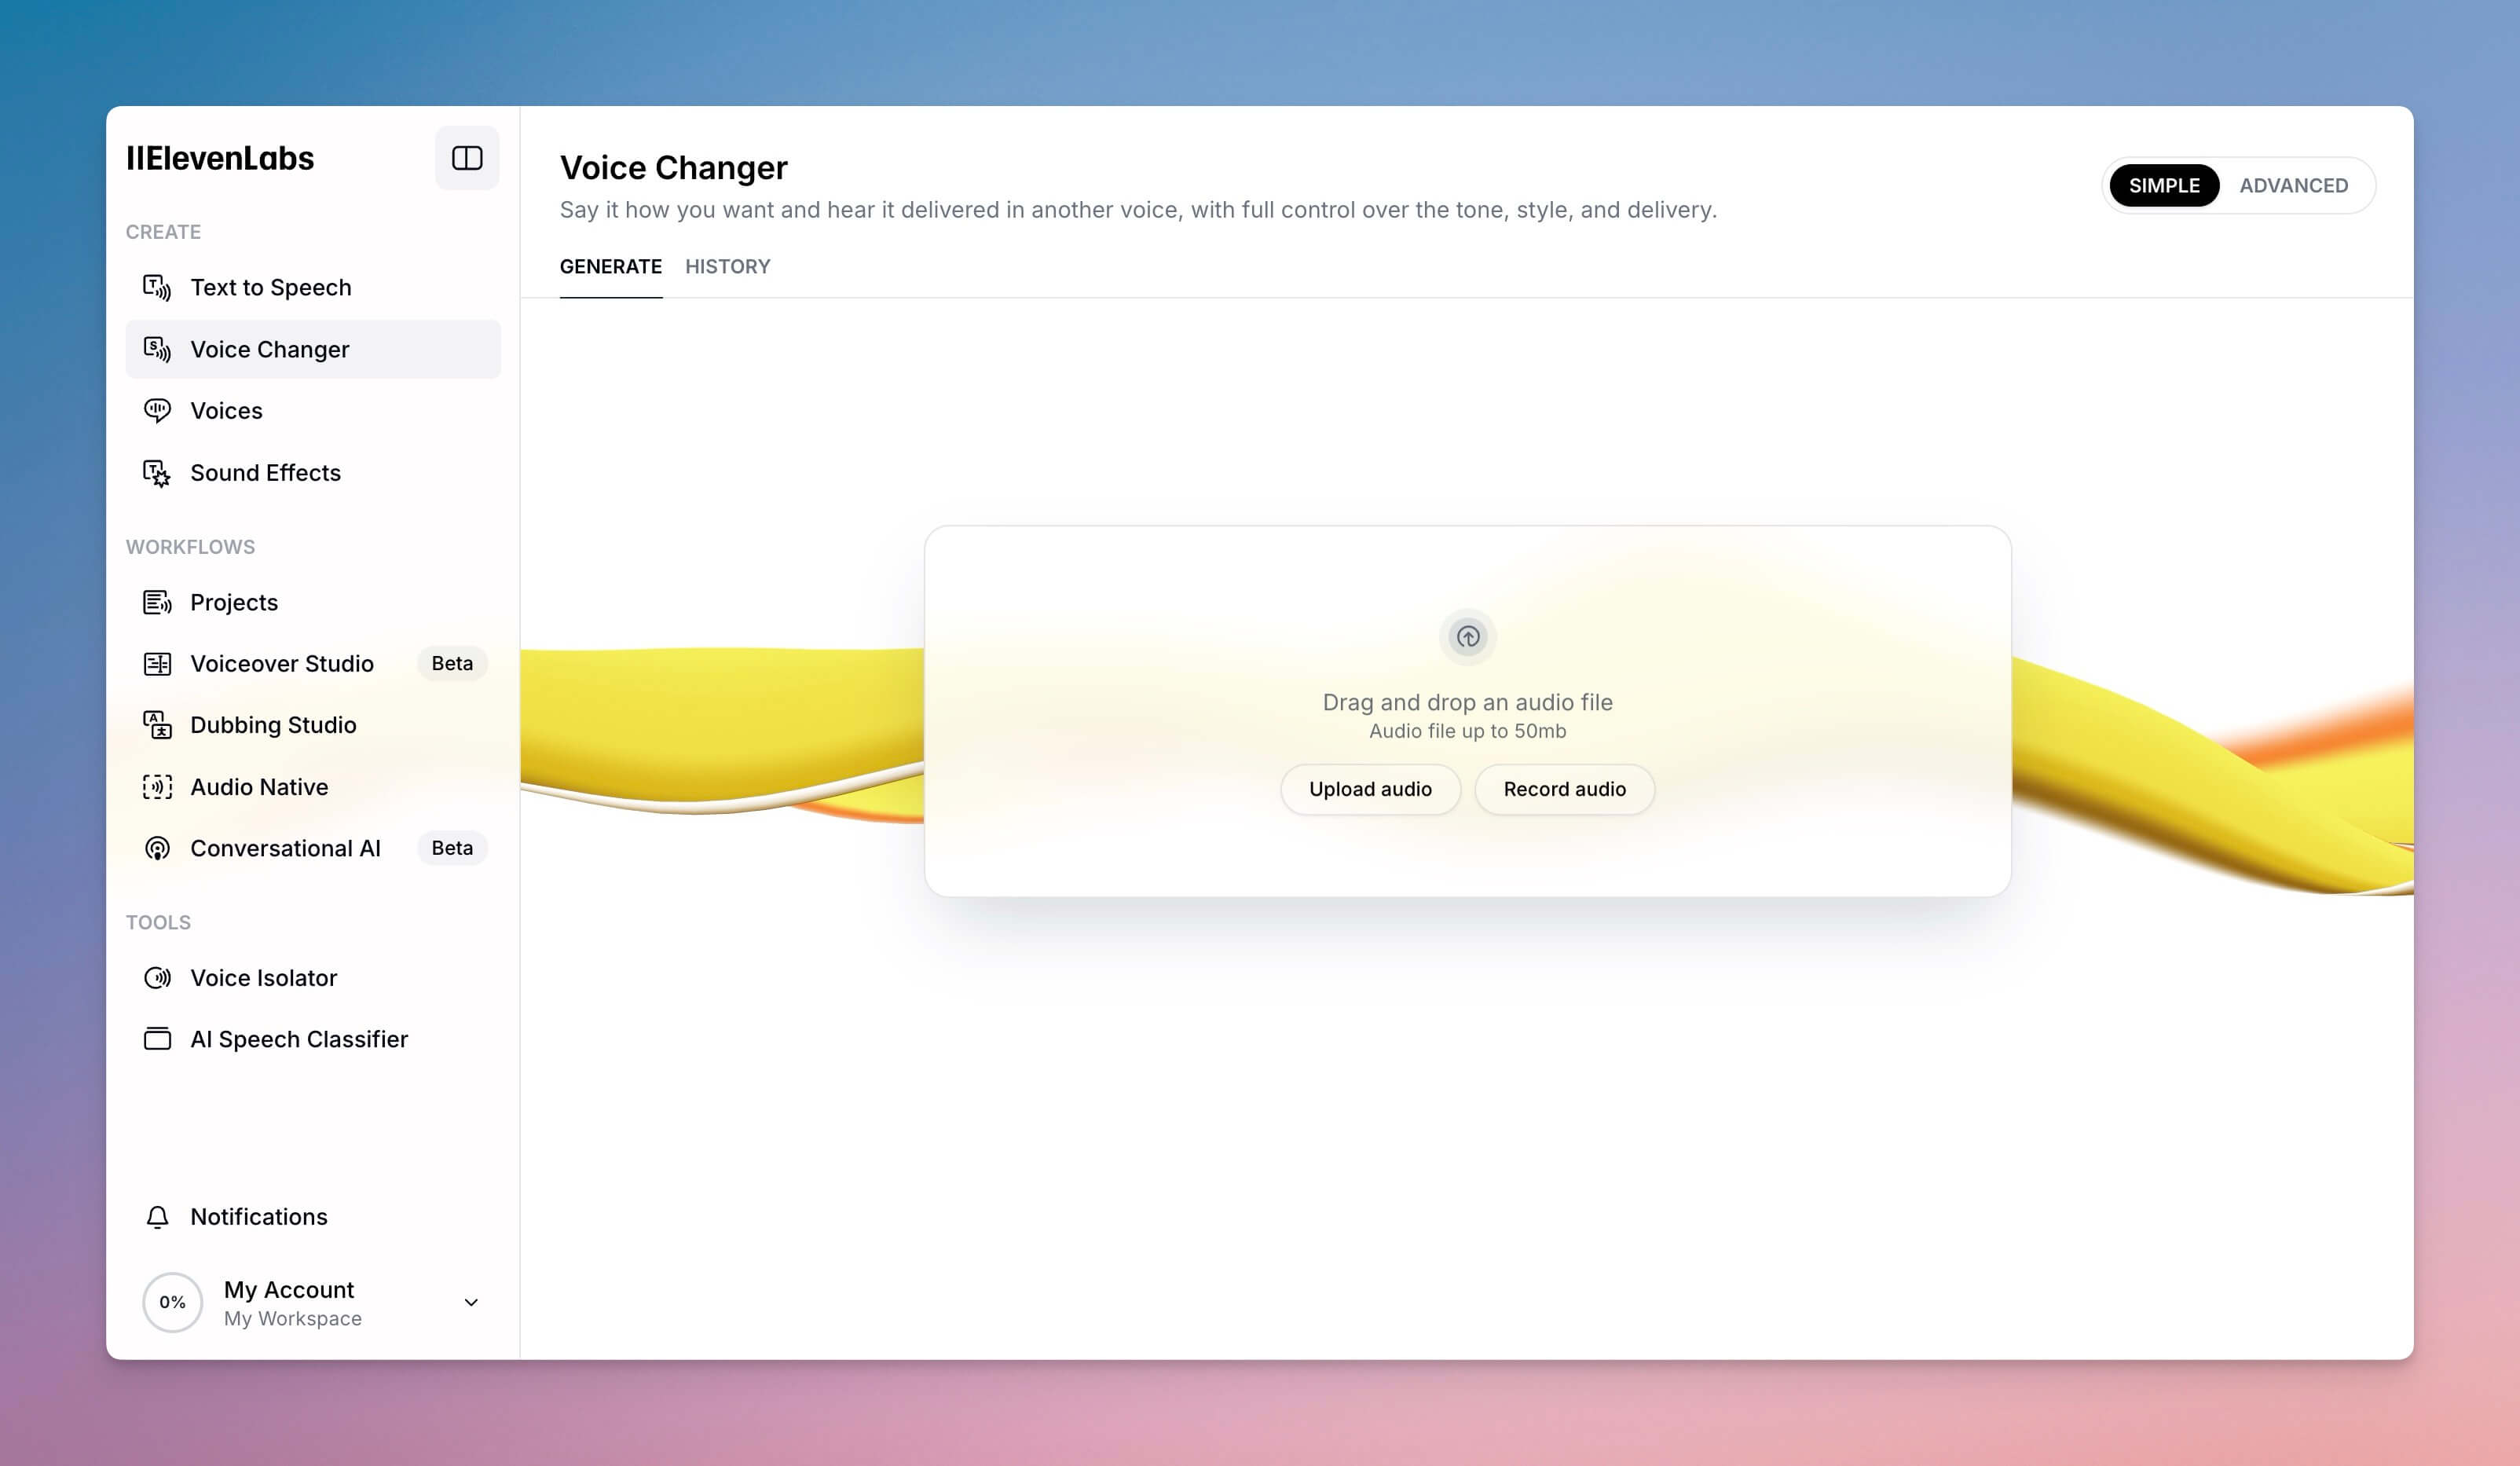 IIElevenLabs
CREATE
Text to Speech
Voice Changer
Voices
Sound Effects
WORKFLOWS
Projects
Voiceover Studio Beta
Dubbing Studio
Audio Native
Conversational AI Beta
TOOLS
Voice Isolator
AI Speech Classifier
Notifications
0%
My Account
My Workspace
Voice Changer
Say it how you want and hear it delivered in another voice, with full control over the tone, style, and delivery.
SIMPLE ADVANCED
GENERATE HISTORY
Drag and drop an audio file
Audio file up to 50mb
Upload audio Record audio